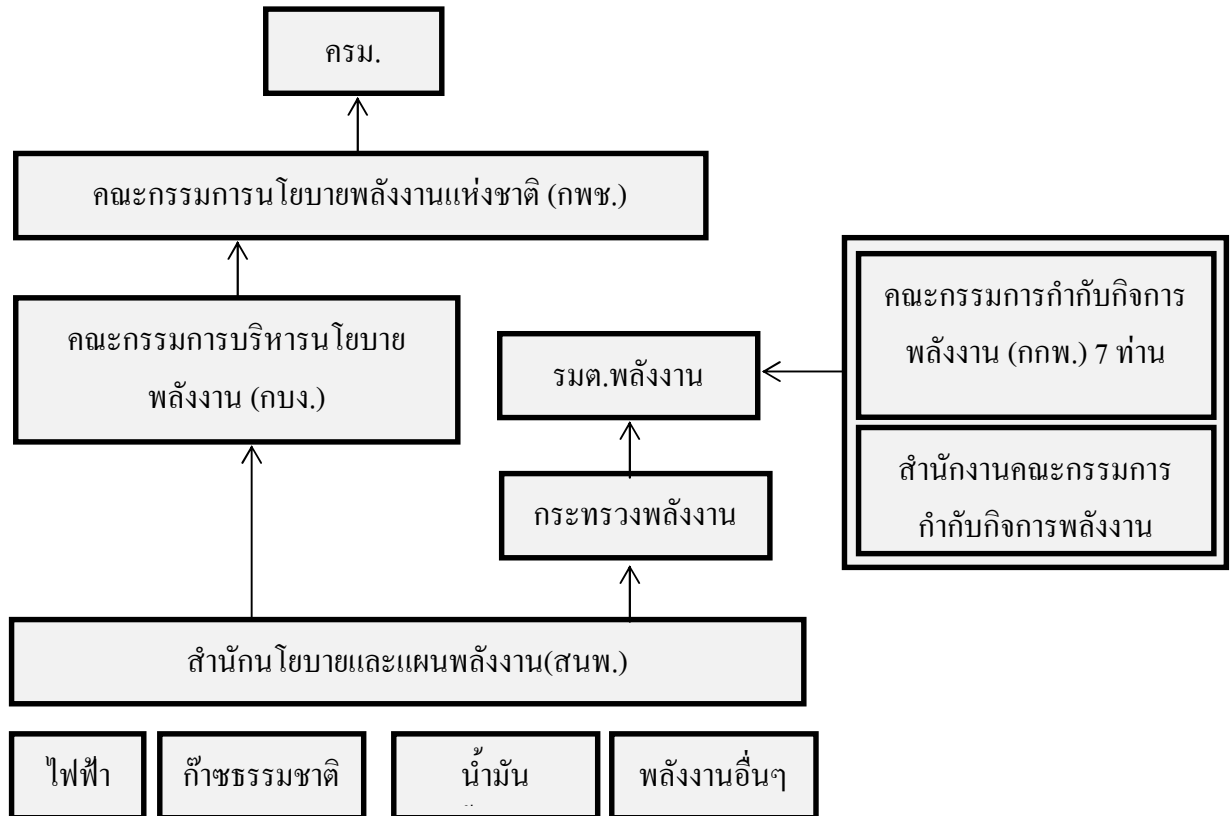 ครม.
คณะกรรมการนโยบายพลังงานแห่งชาติ (กพช.)
คณะกรรมการบริหารนโยบาย
พลังงาน (กบง.)
รมต.พลังงาน
คณะกรรมการกำกับกิจการ
พลังงาน (กกพ.) 7 ท่าน
สำนักงานคณะกรรมการ
กำกับกิจการพลังงาน
กระทรวงพลังงาน
สำนักนโยบายและแผนพลังงาน(สนพ.)
ไฟฟ้า
ก๊าซธรรมชาติ
น้ำมัน
พลังงานอื่นๆ